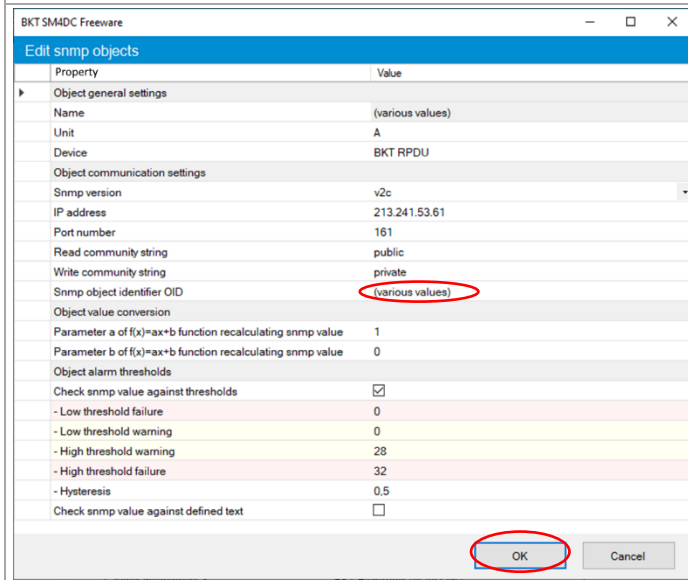 BKT SM4DC Freeware
Edit snmp objects
Property Value
Object general settings
Name (various values)
Unit A
Device BKT RPDU
Object communication settings
Snmp version v2c
IP address 213.241.53.61
Port number 161
Read community string public
Write community string private
Snmp object identifier OID (various values)
Object value conversion
Parameter a of f(x)=ax+b function recalculating snmp value 1
Parameter b of f(x)=ax+b function recalculating snmp value 0
Object alarm thresholds
Check snmp value against thresholds
- Low threshold failure 0
- Low threshold warning 0
- High threshold warning 28
- High threshold failure 32
- Hysteresis 0,5
Check snmp value against defined text
OK Cancel